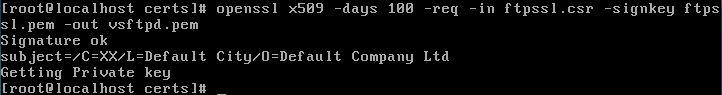 [root@localhost certs]# openssl x509 -days 100 -req -in ftpssl.csr -signkey ftps
sl.pem -out vsftpd.pem
Signature ok
subject=/C=XX/L=Default City/O=Default Company Ltd
Getting Private key
[root@localhost certs]# _